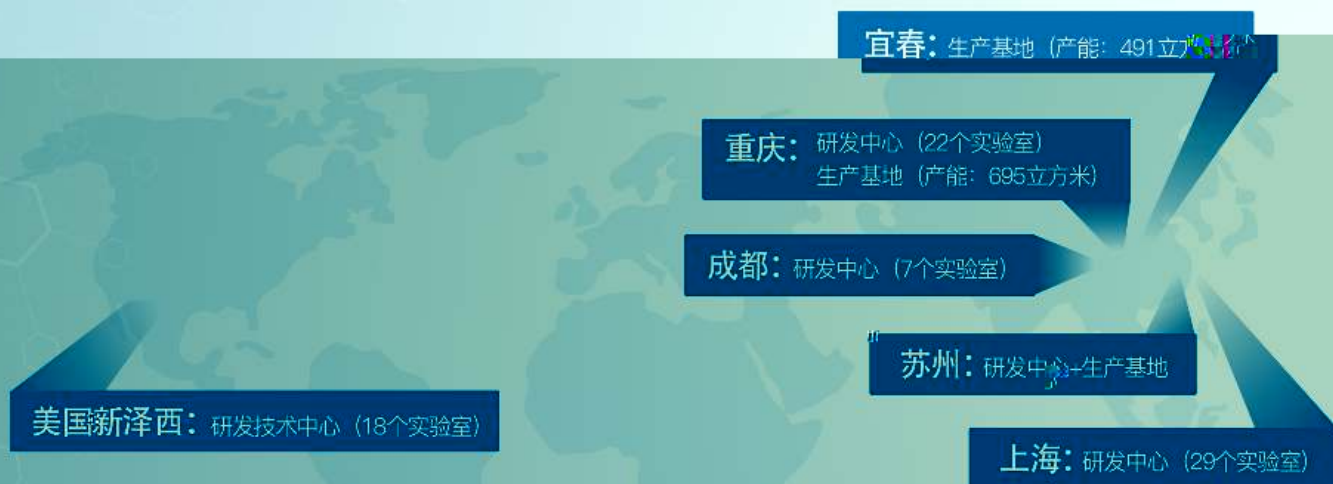 宜春：生产基地（产能：491立方
重庆：研发中心（22个实验室）
生产基地（产能：695立方米）
成都：研发中心（7个实验室）
苏州：研发中心+生产基地
美国新泽西：研发技术中心（18个实验室）
上海：研发中心（29个实验室）